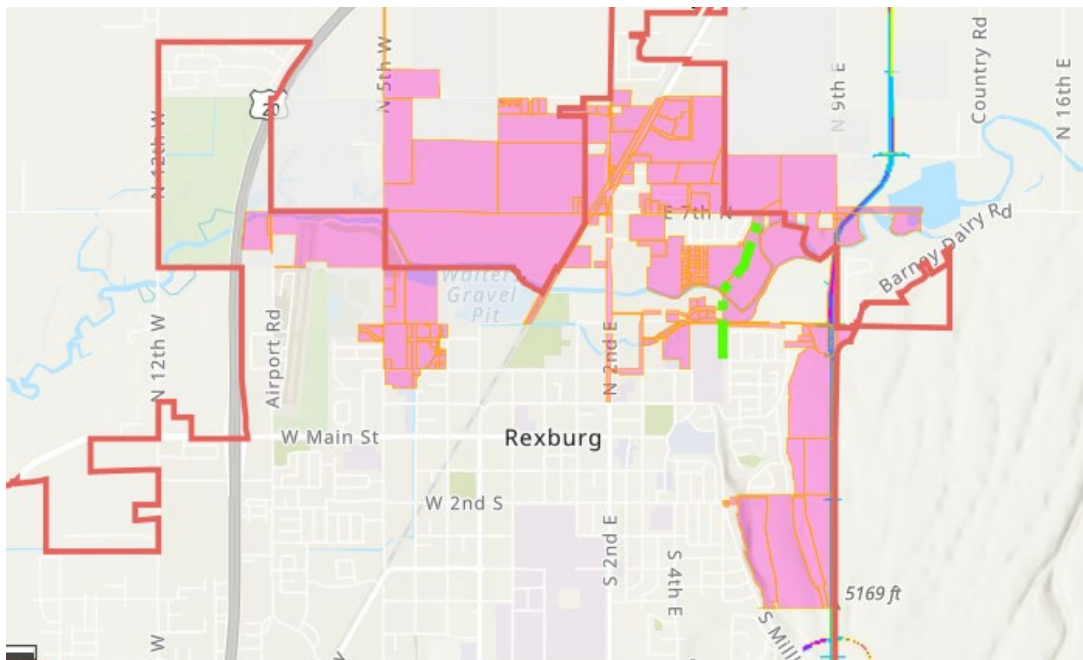 N 5th W
N 9th E
Country Rd
N 16th E
20
N 12th W
E 7th N
Barney Dairy Rd
Walters
Gravel
Pit
N 12th W
Airport Rd
N 2nd E
W Main St
Rexburg
W 2nd S
S 2nd E
S 4th E
5169 ft
S Mill
W